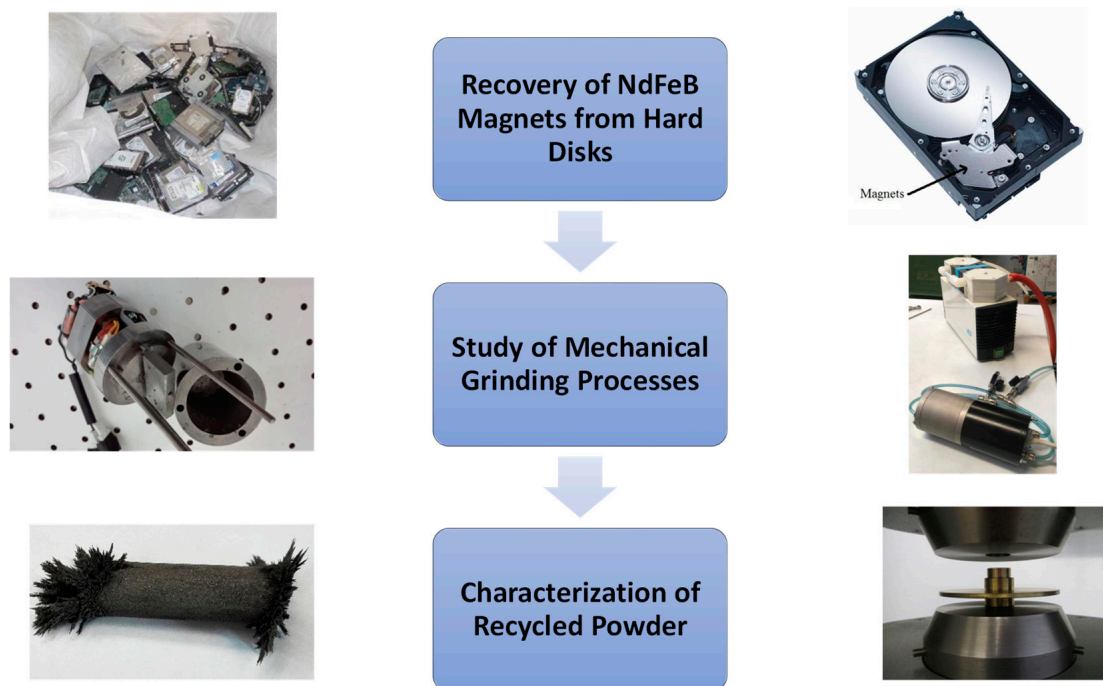 Recovery of NdFeB
Magnets from Hard
Disks
Magnets
Study of Mechanical
Grinding Processes
Characterization of
Recycled Powder